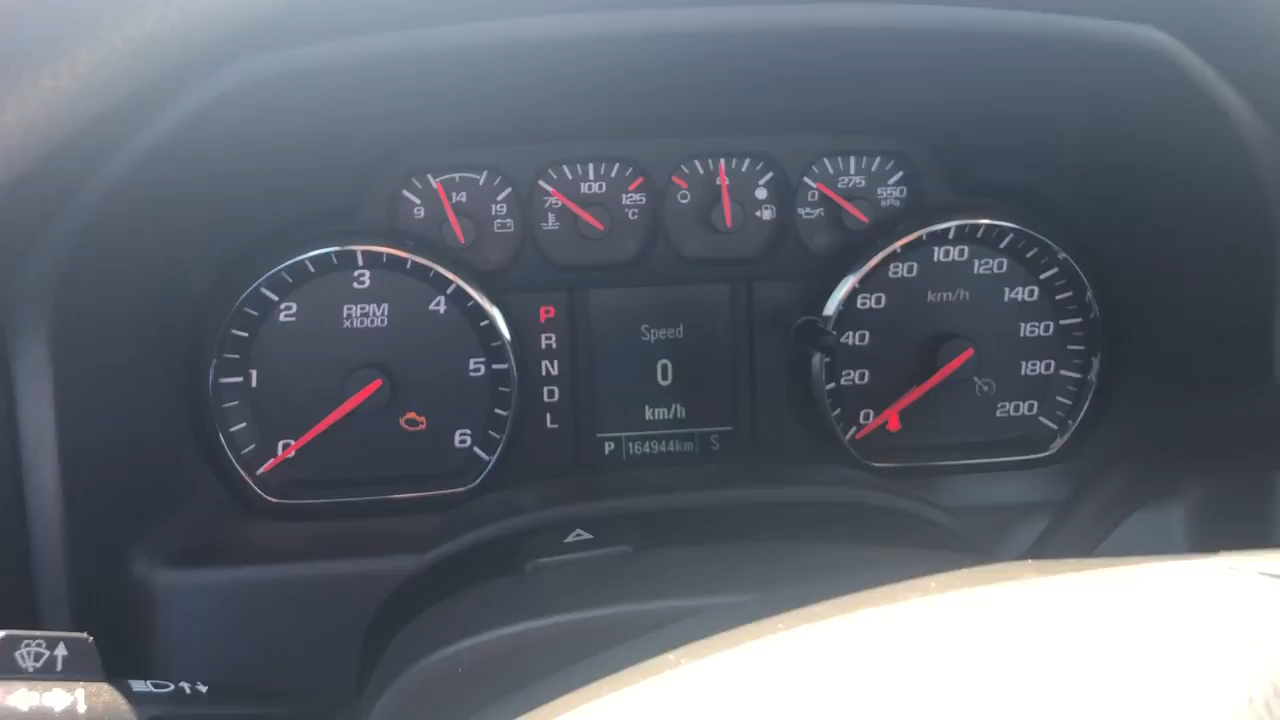 9 14 19
75 100 125
°C
0 275 550
kPa
0 1 2 3 4 5 6
RPM
x1000
P
R
N
D
L
Speed
0
km/h
P 164944km S
0 20 40 60 80 100 120 140 160 180 200
km/h